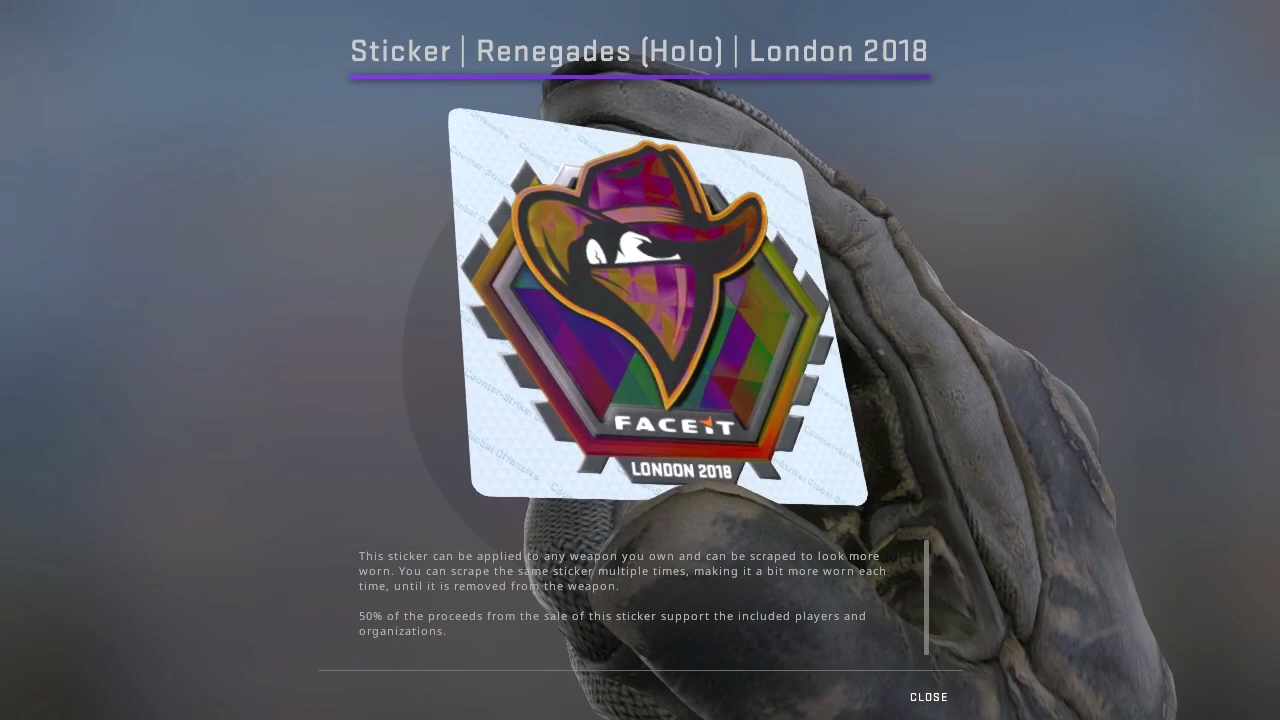 Sticker | Renegades (Holo) | London 2018
FACEIT
LONDON 2018
This sticker can be applied to any weapon you own and can be scraped to look more
worn. You can scrape the same sticker multiple times, making it a bit more worn each
time, until it is removed from the weapon.
50% of the proceeds from the sale of this sticker support the included players and
organizations.
CLOSE